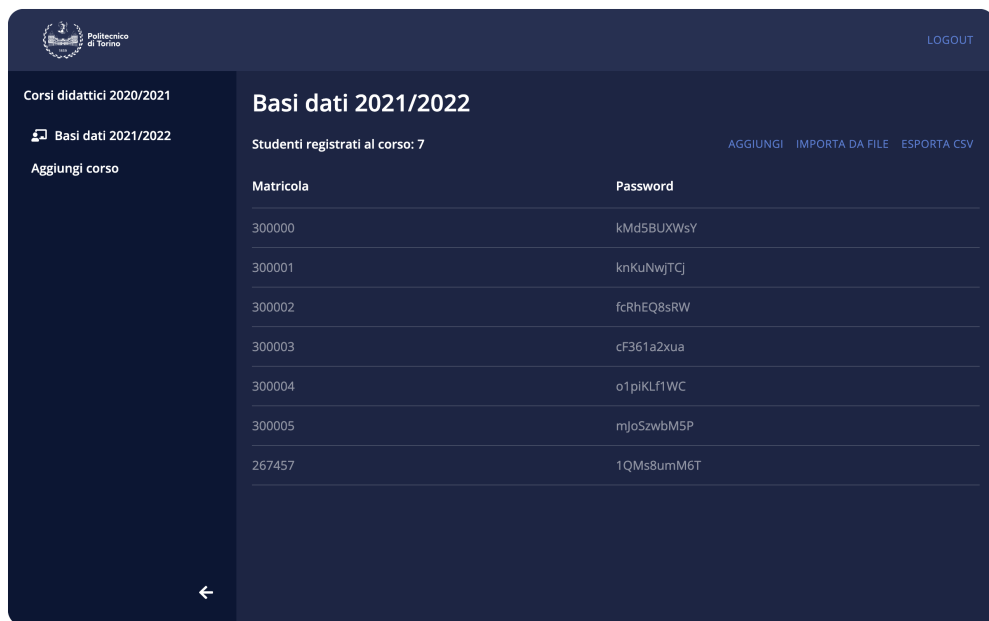 Politecnico
di Torino
LOGOUT
Corsi didattici 2020/2021
Basi dati 2021/2022
Aggiungi corso
Basi dati 2021/2022
Studenti registrati al corso: 7
AGGIUNGI IMPORTA DA FILE ESPORTA CSV
Matricola Password
300000 kMd5BUXWsY
300001 knKuNwjTCj
300002 fcRhEQ8sRW
300003 cF361a2xua
300004 o1piKLf1WC
300005 mJoSzwbM5P
267457 1QMs8umM6T